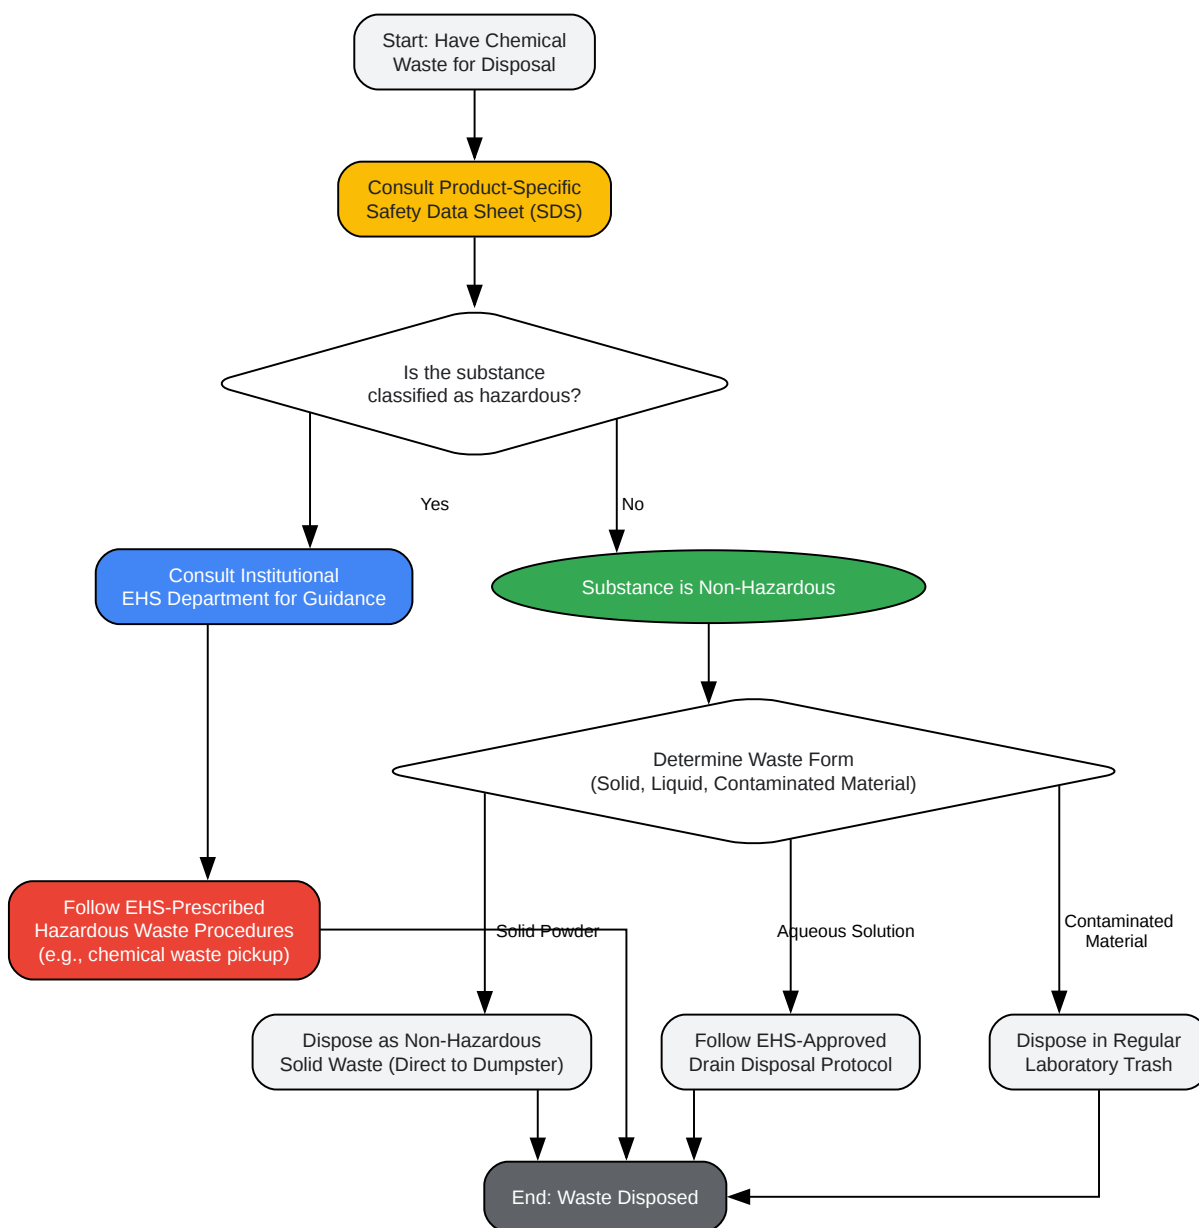 Start: Have Chemical
Waste for Disposal
Consult Product-Specific
Safety Data Sheet (SDS)
Is the substance
classified as hazardous?
Yes
No
Consult Institutional
EHS Department for Guidance
Substance is Non-Hazardous
Determine Waste Form
(Solid, Liquid, Contaminated Material)
Follow EHS-Prescribed
Hazardous Waste Procedures
(e.g., chemical waste pickup)
Solid Powder
Aqueous Solution
Contaminated
Material
Dispose as Non-Hazardous
Solid Waste (Direct to Dumpster)
Follow EHS-Approved
Drain Disposal Protocol
Dispose in Regular
Laboratory Trash
End: Waste Disposed